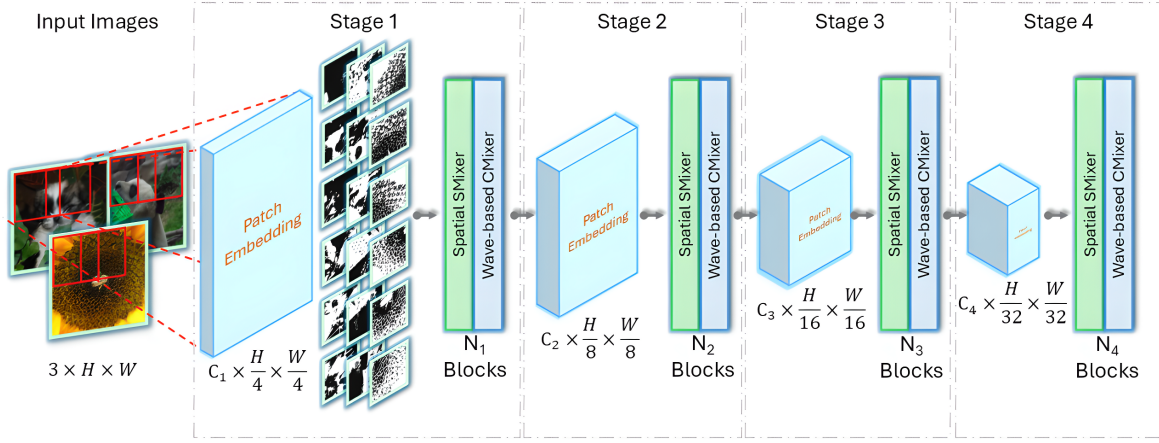 Input Images
Stage 1
Stage 2
Stage 3
Stage 4
Patch
Embedding
Spatial SMixer
Wave-based CMixer
Patch
Embedding
Spatial SMixer
Wave-based CMixer
Patch
Embedding
Spatial SMixer
Wave-based CMixer
Patch
Embedding
Spatial SMixer
Wave-based CMixer
3 × H × W
C₁ × H/4 × W/4
N₁
Blocks
C₂ × H/8 × W/8
N₂
Blocks
C₃ × H/16 × W/16
N₃
Blocks
C₄ × H/32 × W/32
N₄
Blocks